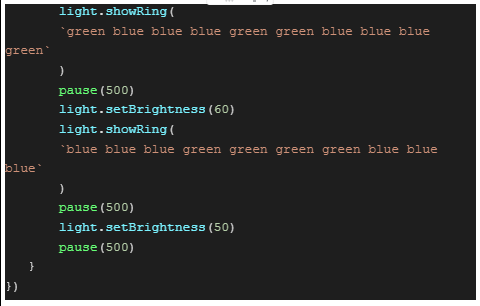 light.showRing(
`green blue blue blue green green blue blue blue
green`
)
pause(500)
light.setBrightness(60)
light.showRing(
`blue blue blue green green green green blue blue
blue`
)
pause(500)
light.setBrightness(50)
pause(500)
}
})